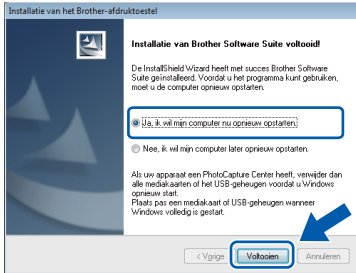 Installatie van het Brother-afdruktoestel
Installatie van Brother Software Suite voltooid!
De InstallShield Wizard heeft met succes Brother Software
Suite geïnstalleerd. Voordat u het programma kunt gebruiken,
moet u de computer opnieuw opstarten.
Ja, ik wil mijn computer nu opnieuw opstarten.
Nee, ik wil mijn computer later opnieuw opstarten.
Als uw apparaat een PhotoCapture Center heeft, verwijder dan
alle mediakaarten of het USB-geheugen voordat u Windows
opnieuw start.
Plaats pas een mediakaart of USB-geheugen wanneer
Windows volledig is gestart.
< Vorige
Voltooien
Annuleren